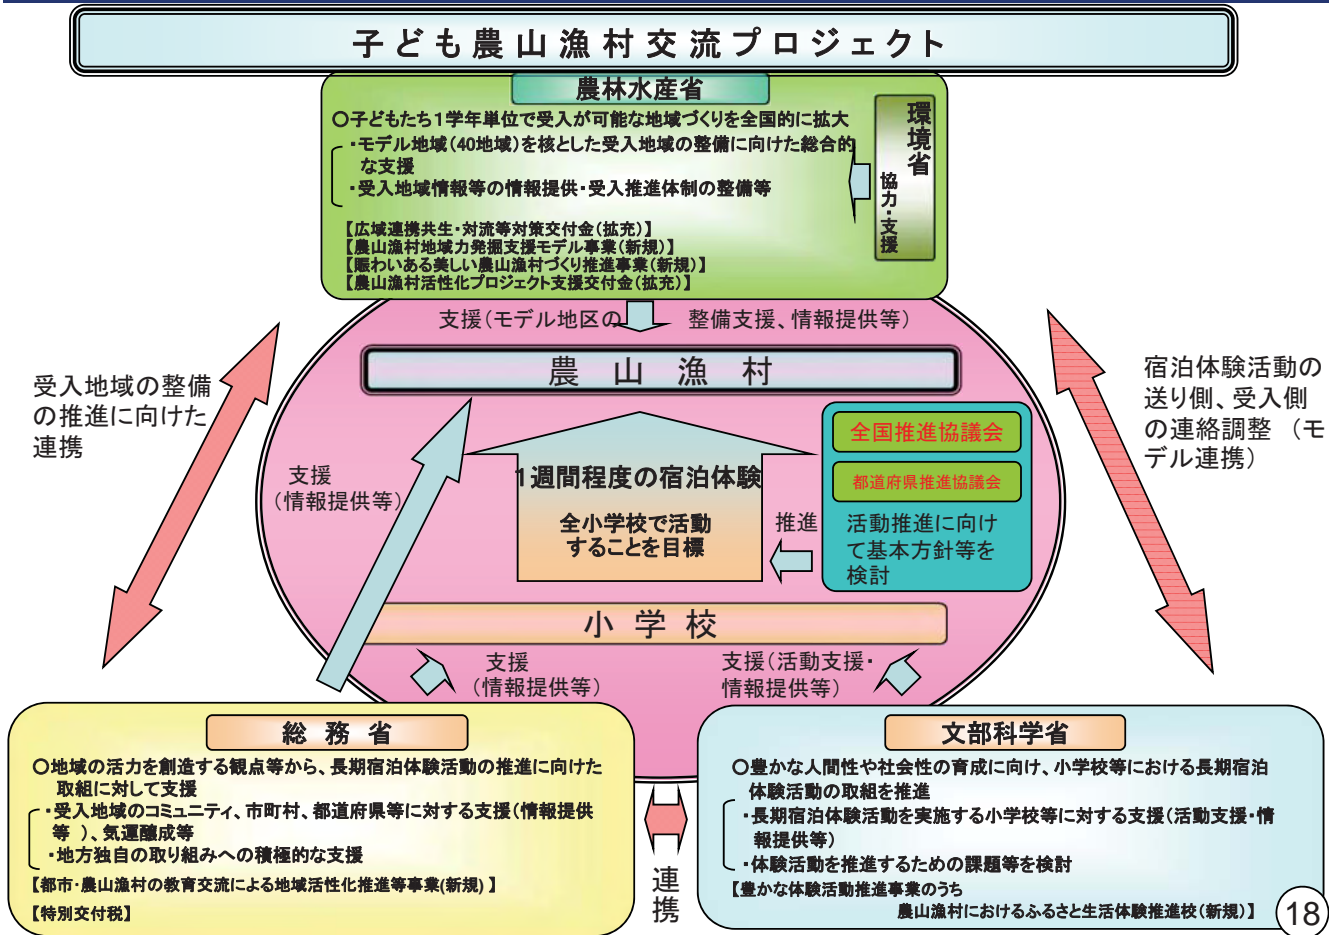 子ども農山漁村交流プロジェクト
農林水産省
○子どもたち1学年単位で受入が可能な地域づくりを全国的に拡大
・モデル地域(40地域)を核とした受入地域の整備に向けた総合的
な支援
・受入地域情報等の情報提供・受入推進体制の整備等
【広域連携共生・対流等対策交付金(拡充)】
【農山漁村地域力発掘支援モデル事業(新規)】
【賑わいある美しい農山漁村づくり推進事業(新規)】
【農山漁村活性化プロジェクト支援交付金(拡充)】
環境省
協力・支援
支援(モデル地区の 整備支援、情報提供等)
農山漁村
受入地域の整備
の推進に向けた
連携
宿泊体験活動の
送り側、受入側
の連絡調整 (モ
デル連携)
支援
(情報提供等)
1週間程度の宿泊体験
全小学校で活動
することを目標
推進
全国推進協議会
都道府県推進協議会
活動推進に向け
て基本方針等を
検討
小学校
支援
(情報提供等)
支援(活動支援・
情報提供等)
総務省
○地域の活力を創造する観点等から、長期宿泊体験活動の推進に向けた
取組に対して支援
・受入地域のコミュニティ、市町村、都道府県等に対する支援(情報提供
等 )、気運醸成等
・地方独自の取り組みへの積極的な支援
【都市・農山漁村の教育交流による地域活性化推進等事業(新規) 】
【特別交付税】
連携
文部科学省
○豊かな人間性や社会性の育成に向け、小学校等における長期宿泊
体験活動の取組を推進
・長期宿泊体験活動を実施する小学校等に対する支援(活動支援・情
報提供等)
・体験活動を推進するための課題等を検討
【豊かな体験活動推進事業のうち
農山漁村におけるふるさと生活体験推進校(新規)】
18